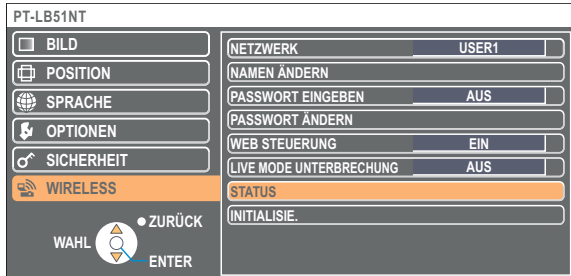 PT-LB51NT
BILD
POSITION
SPRACHE
OPTIONEN
SICHERHEIT
WIRELESS
ZURÜCK
WAHL
ENTER
NETZWERK USER1
NAMEN ÄNDERN
PASSWORT EINGEBEN AUS
PASSWORT ÄNDERN
WEB STEUERUNG EIN
LIVE MODE UNTERBRECHUNG AUS
STATUS
INITIALISIE.